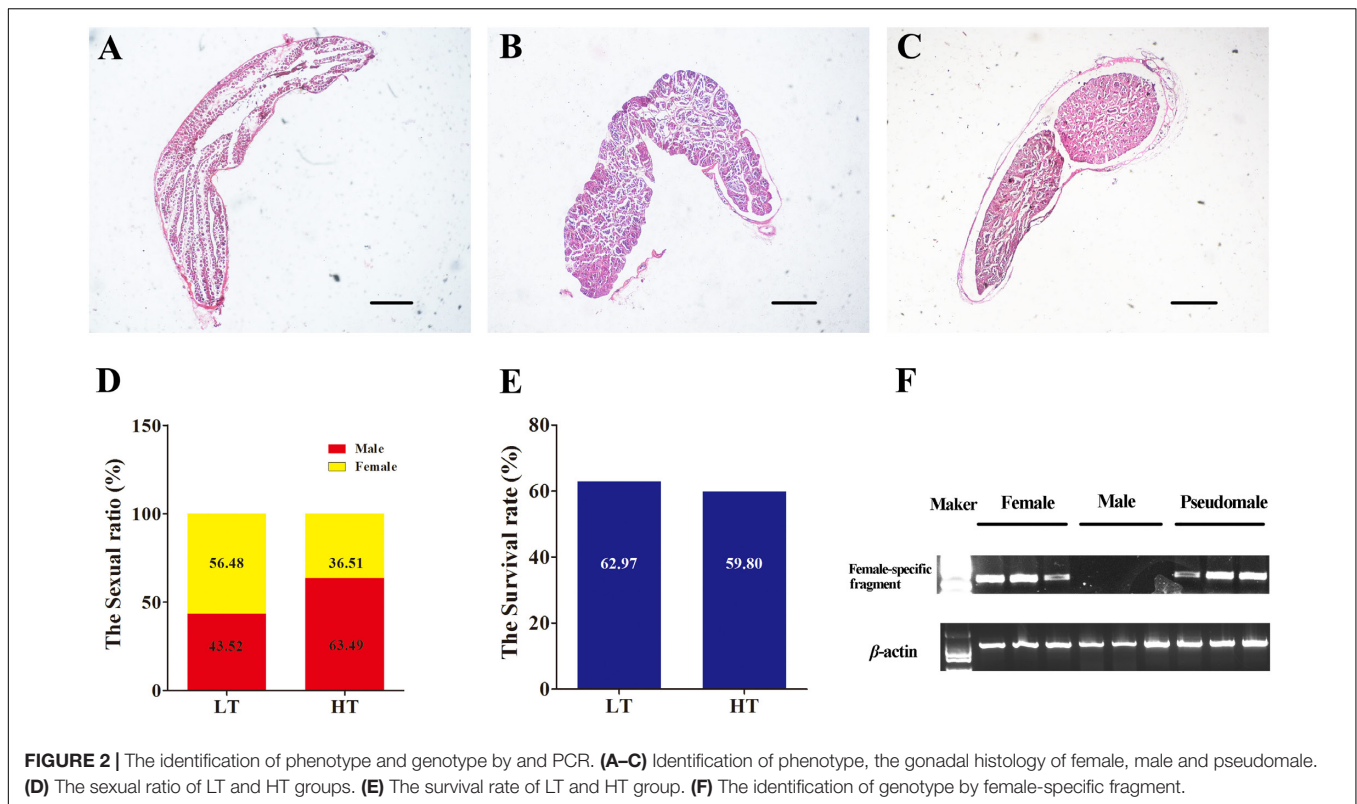 A
B
C
D
The Sexual ratio (%)
150
100
50
0
Male
Female
56.48
43.52
36.51
63.49
LT
HT
E
The Survival rate (%)
80
60
40
20
0
62.97
59.80
LT
HT
F
Maker Female Male Pseudomale
Female-specific
fragment
β-actin
FIGURE 2 | The identification of phenotype and genotype by and PCR. (A–C) Identification of phenotype, the gonadal histology of female, male and pseudomale.
(D) The sexual ratio of LT and HT groups. (E) The survival rate of LT and HT group. (F) The identification of genotype by female-specific fragment.